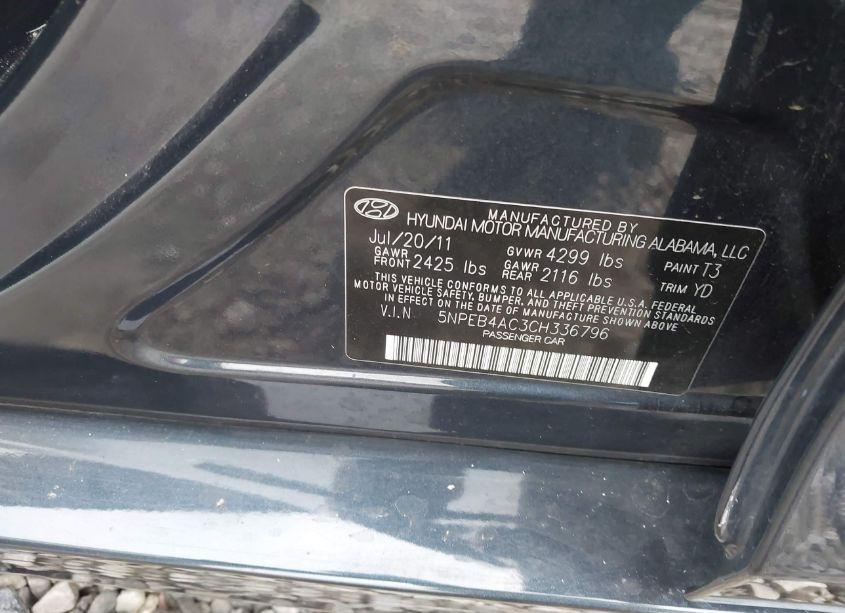 MANUFACTURED BY
HYUNDAI MOTOR MANUFACTURING ALABAMA, LLC
Jul/20/11 GVWR 4299 lbs PAINT T3
GAWR FRONT 2425 lbs GAWR REAR 2116 lbs TRIM YD
THIS VEHICLE CONFORMS TO ALL APPLICABLE U.S.A. FEDERAL
MOTOR VEHICLE SAFETY, BUMPER, AND THEFT PREVENTION STANDARDS
IN EFFECT ON THE DATE OF MANUFACTURE SHOWN ABOVE
V.I.N 5NPEB4AC3CH336796
PASSENGER CAR